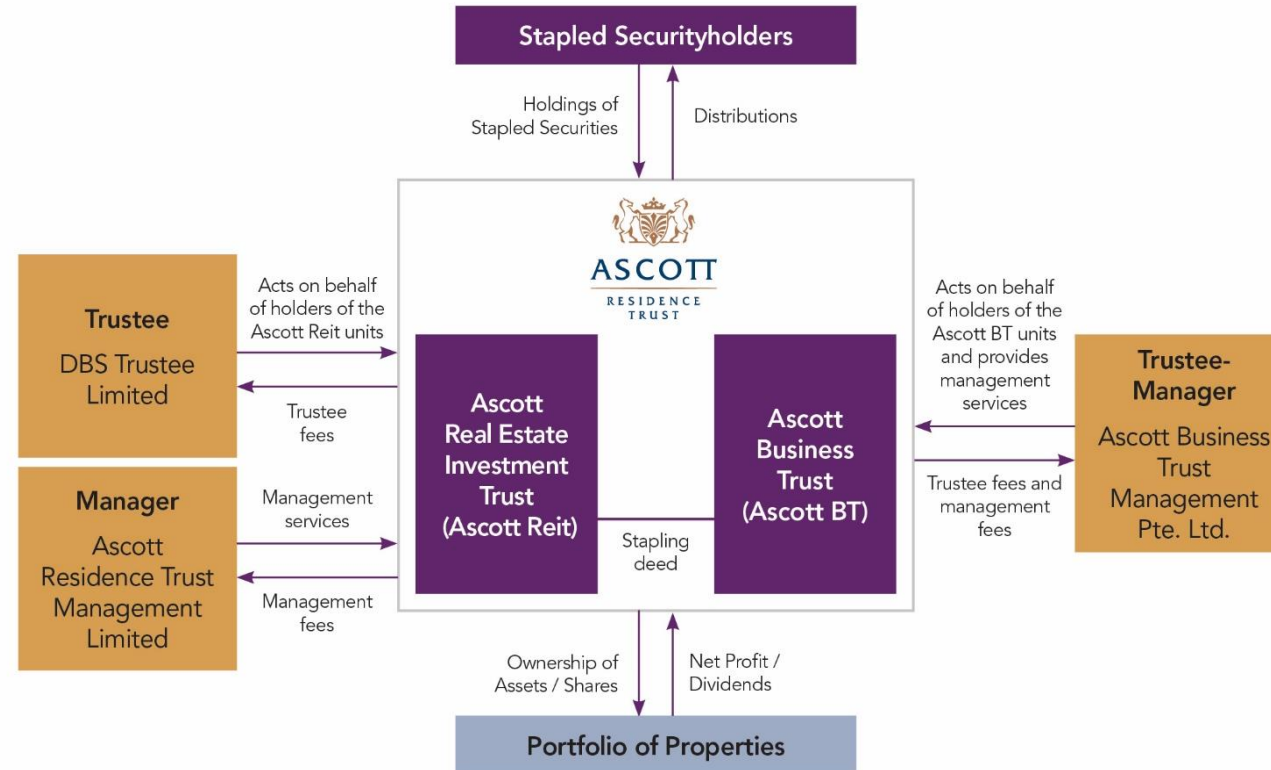 Stapled Securityholders
Holdings of
Stapled Securities
Distributions
ASCOTT
RESIDENCE
TRUST
Trustee
DBS Trustee
Limited
Acts on behalf
of holders of the
Ascott Reit units
Trustee
fees
Manager
Ascott
Residence Trust
Management
Limited
Management
services
Management
fees
Ascott
Real Estate
Investment
Trust
(Ascott Reit)
Stapling
deed
Ascott
Business
Trust
(Ascott BT)
Acts on behalf
of holders of the
Ascott BT units
and provides
management
services
Trustee fees and
management
fees
Trustee-
Manager
Ascott Business
Trust
Management
Pte. Ltd.
Ownership of
Assets / Shares
Net Profit /
Dividends
Portfolio of Properties